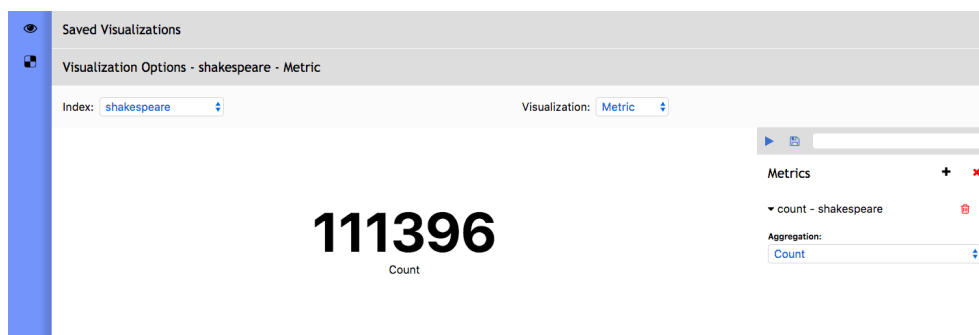 Saved Visualizations
Visualization Options - shakespeare - Metric
Index: shakespeare
Visualization: Metric
Metrics
count - shakespeare
Aggregation:
Count
111396
Count